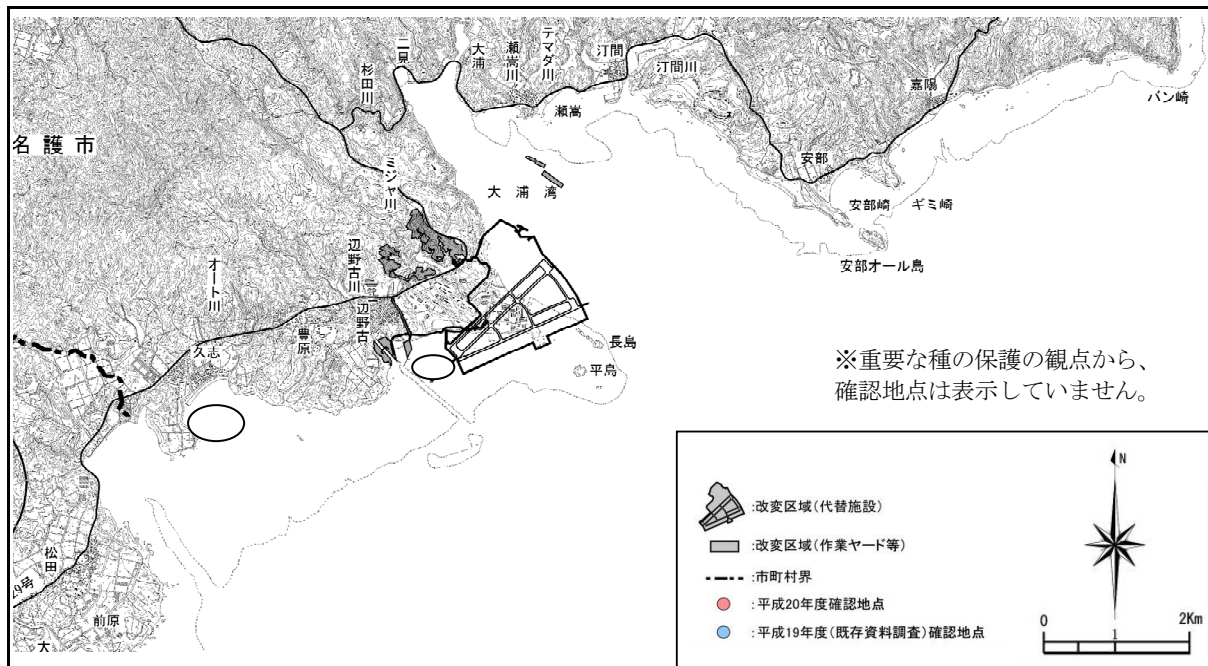 二見
杉田川
大浦
瀬嵩川
テマダ川
汀間
汀間川
瀬嵩
嘉陽
バン崎
名護市
ミジャ川
大浦湾
安部
安部崎
ギミ崎
安部オール島
辺野古川
オート川
辺野古
豊原
久志
長島
平島
※重要な種の保護の観点から、
確認地点は表示していません。
松田
29号
前原
大
:改変区域(代替施設)
:改変区域(作業ヤード等)
:市町村界
:平成20年度確認地点
:平成19年度(既存資料調査)確認地点
N
0 1 2Km